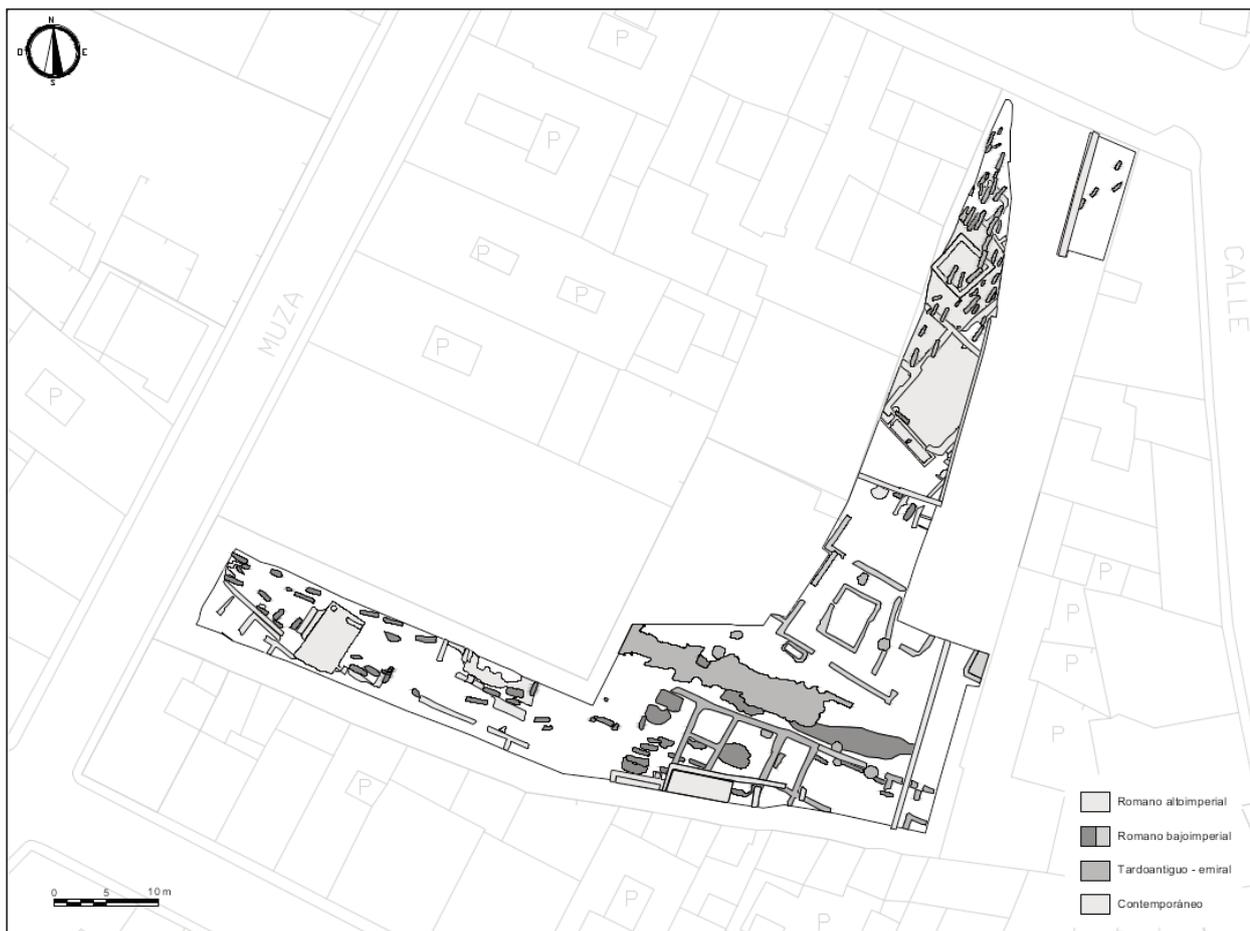 N
O E
S
P
P
P
P
P
P
MUZA
CALLE
P
P
P
P
P
P
P
Romano altoimperial
Romano bajoimperial
Tardoantiguo - emiral
Contemporáneo
0 5 10 m